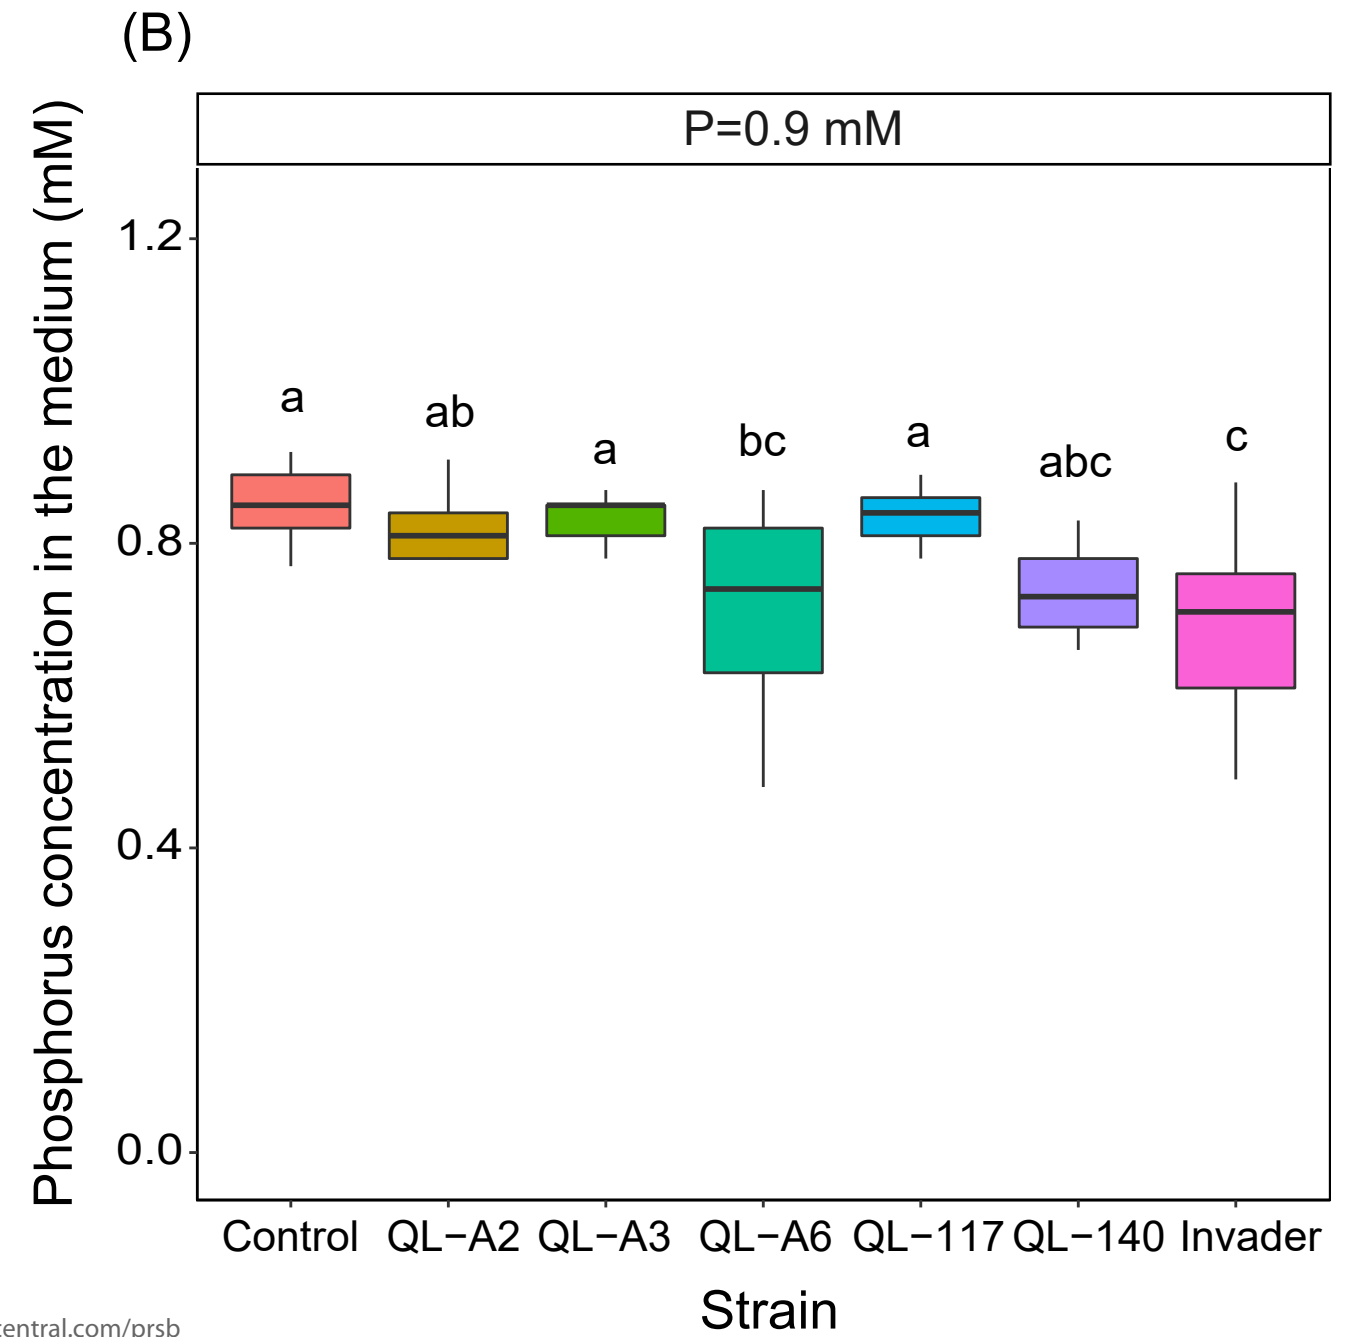 (B)
P=0.9 mM
Phosphorus concentration in the medium (mM)
1.2
0.8
0.4
0.0
a
ab
a
bc
a
abc
c
Control QL−A2 QL−A3 QL−A6 QL−117 QL−140 Invader
Strain
entral.com/prsb